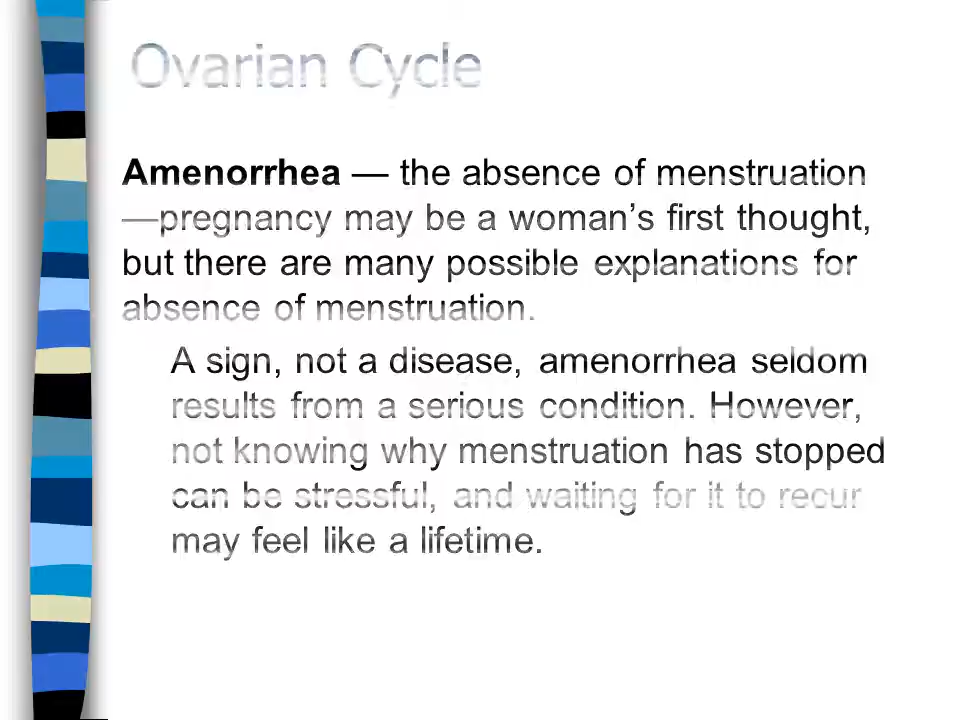 Ovarian Cycle
Amenorrhea — the absence of menstruation
—pregnancy may be a woman’s first thought,
but there are many possible explanations for
absence of menstruation.
A sign, not a disease, amenorrhea seldom
results from a serious condition. However,
not knowing why menstruation has stopped
can be stressful, and waiting for it to recur
may feel like a lifetime.